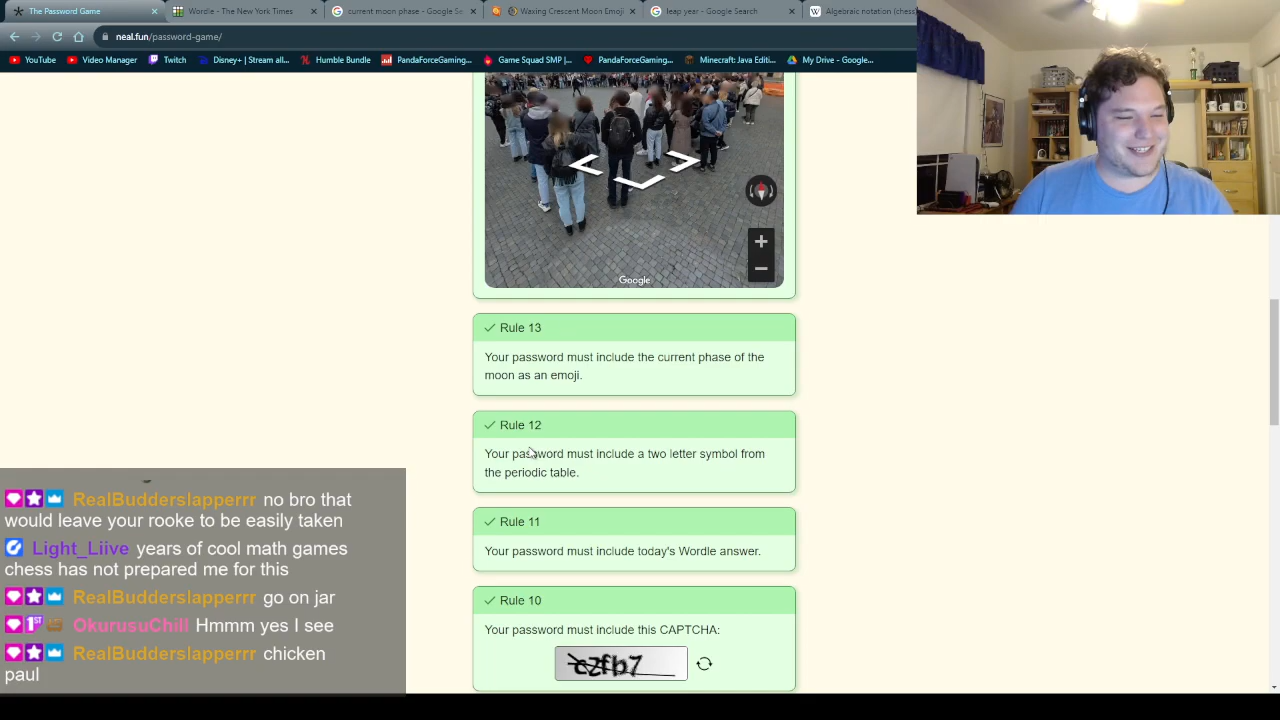 The Password Game
Wordle - The New York Times
current moon phase - Google Se
Waxing Crescent Moon Emoji
leap year - Google Search
Algebraic notation (chess
neal.fun/password-game/
YouTube
Video Manager
Twitch
Disney+ | Stream all...
Humble Bundle
PandaForceGaming...
Game Squad SMP |...
PandaForceGaming...
Minecraft: Java Editi...
My Drive - Google...
Google
Rule 13
Your password must include the current phase of the
moon as an emoji.
Rule 12
Your password must include a two letter symbol from
the periodic table.
Rule 11
Your password must include today's Wordle answer.
Rule 10
Your password must include this CAPTCHA:
c2fb7
RealBudderslapperrr no bro that
would leave your rooke to be easily taken
Light_Liive years of cool math games
chess has not prepared me for this
RealBudderslapperrr go on jar
1ST OkurusuChill Hmmm yes I see
RealBudderslapperrr chicken
paul